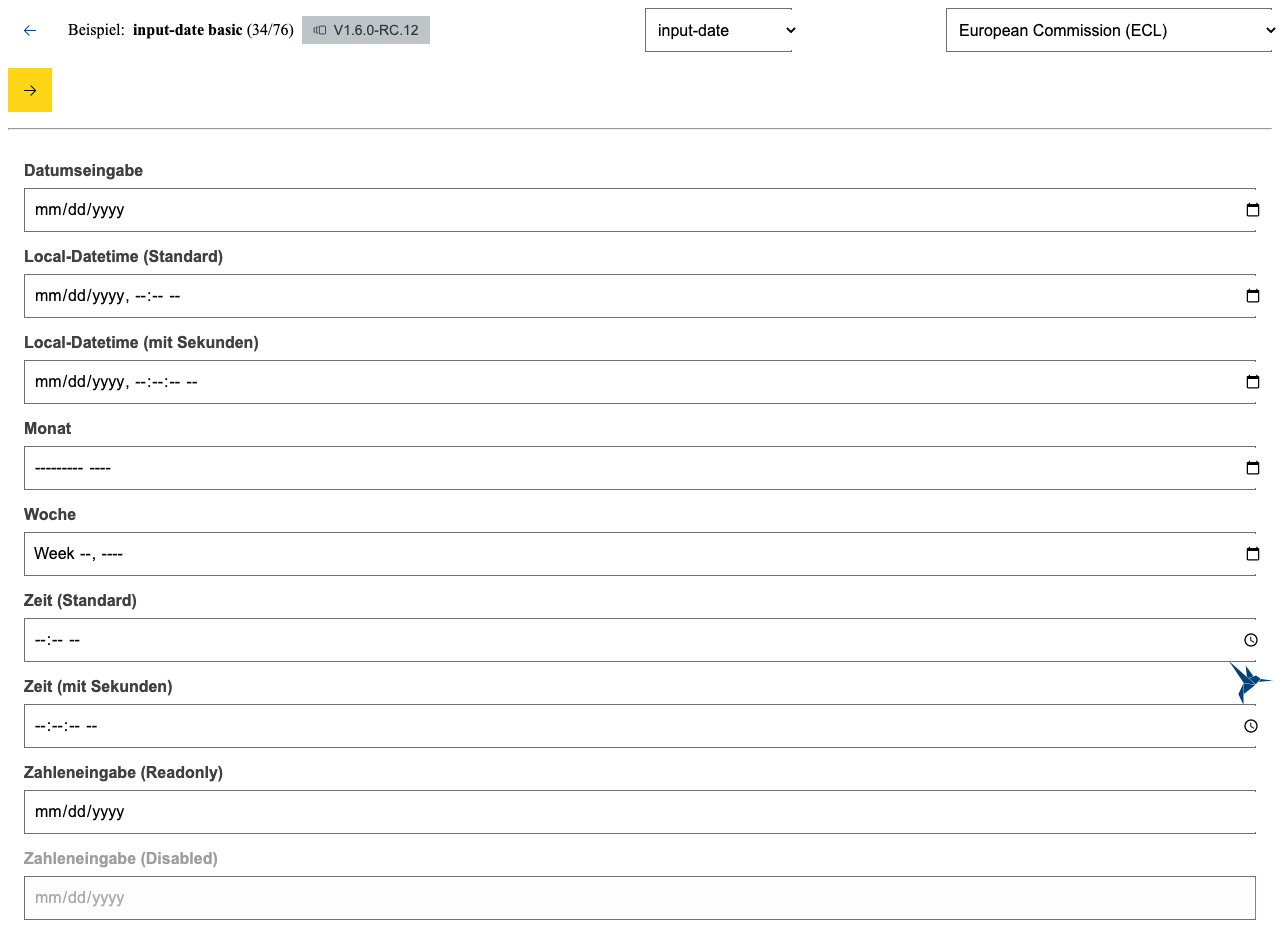 Beispiel: input-date basic (34/76) V1.6.0-RC.12 input-date European Commission (ECL)
Datumseingabe
mm/dd/yyyy
Local-Datetime (Standard)
mm/dd/yyyy, --:-- --
Local-Datetime (mit Sekunden)
mm/dd/yyyy, --:--:-- --
Monat
--------- ----
Woche
Week --, ----
Zeit (Standard)
--:-- --
Zeit (mit Sekunden)
--:--:-- --
Zahleneingabe (Readonly)
mm/dd/yyyy
Zahleneingabe (Disabled)
mm/dd/yyyy